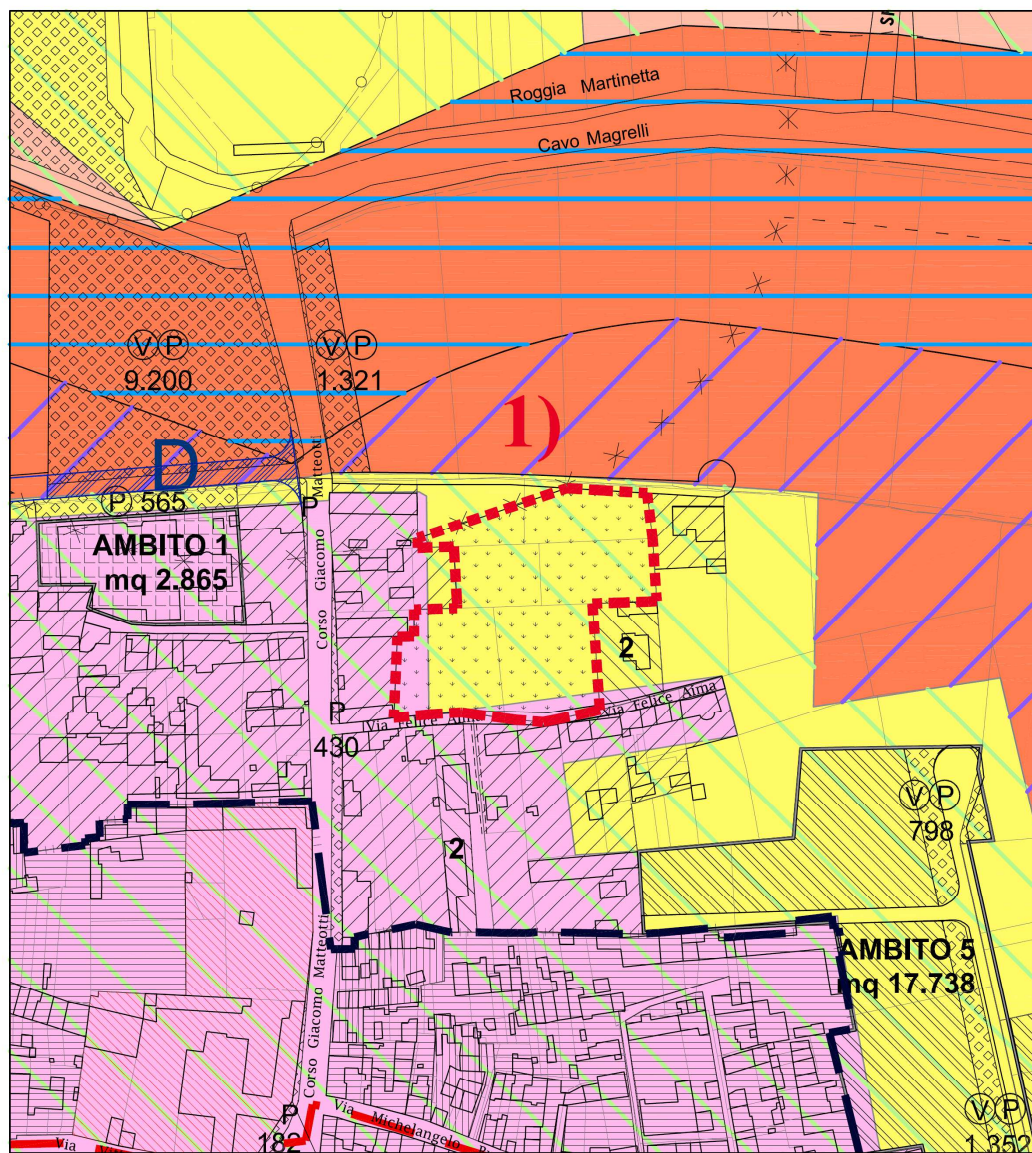 Roggia Martinetta
Cavo Magrelli
V P
9.200
V P
1.321
1)
D
P 565
P
AMBITO 1
mq 2.865
Corso Giacomo Matteotti
2
Via Felice Aima
Via Felice Aima
P
430
2
V P
798
AMBITO 5
mq 17.738
Corso Giacomo Matteotti
P
182
Via Michelangelo
Via
V P
1.352